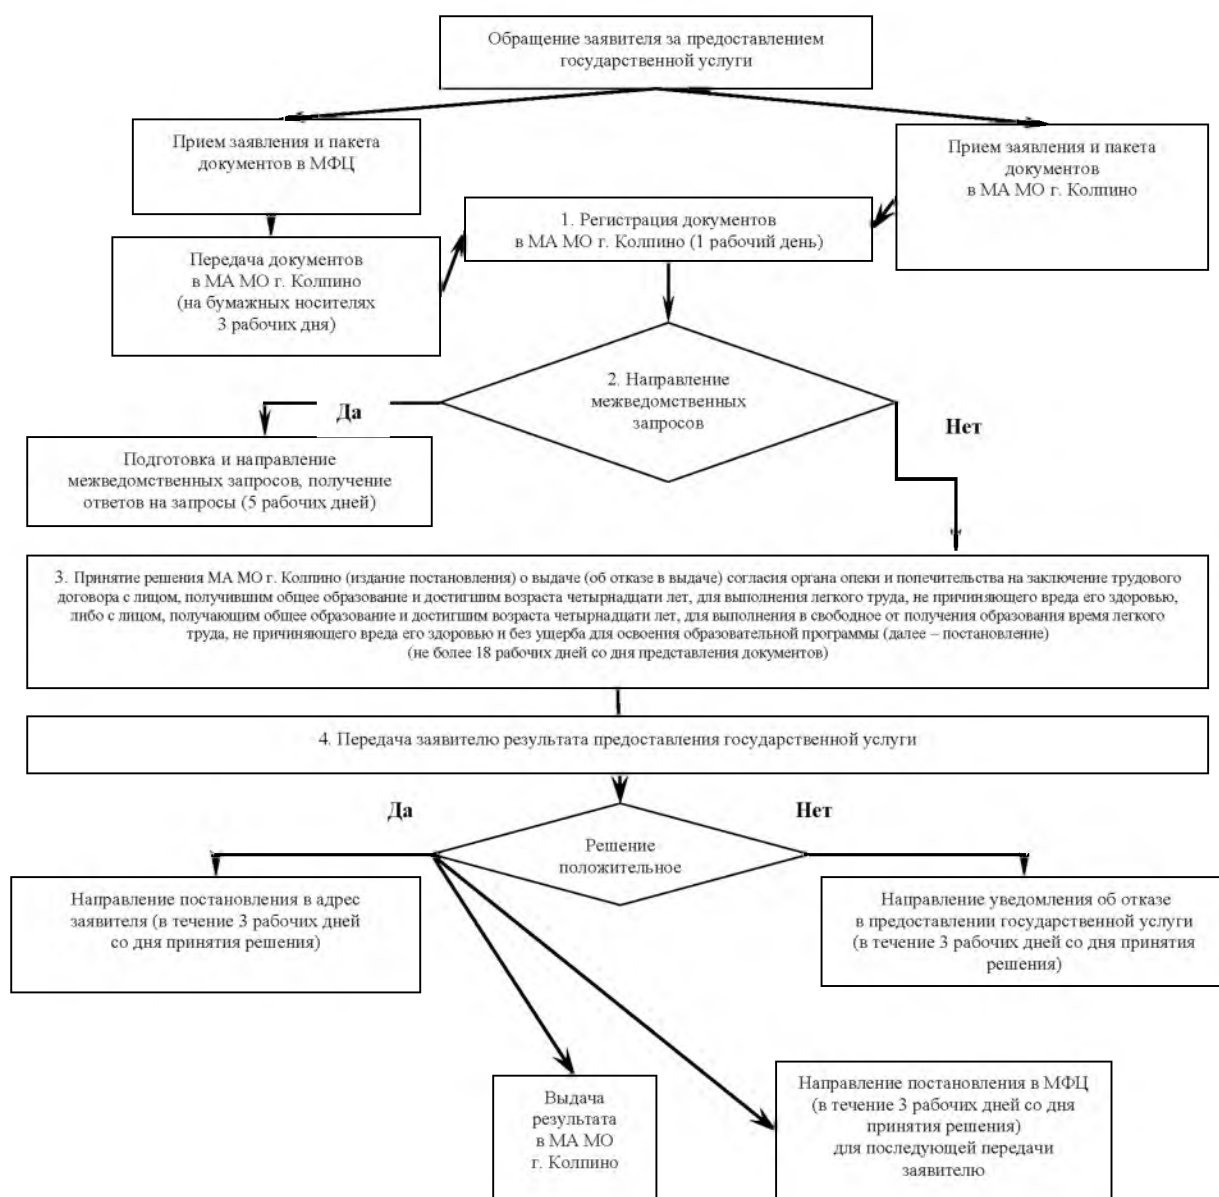 Обращение заявителя за предоставлением
государственной услуги
Прием заявления и пакета
документов в МФЦ
Прием заявления и пакета
документов
в МА МО г. Колпино
1. Регистрация документов
в МА МО г. Колпино (1 рабочий день)
Передача документов
в МА МО г. Колпино
(на бумажных носителях
3 рабочих дня)
2. Направление
межведомственных
запросов
Да
Нет
Подготовка и направление
межведомственных запросов, получение
ответов на запросы (5 рабочих дней)
3. Принятие решения МА МО г. Колпино (издание постановления) о выдаче (об отказе в выдаче) согласия органа опеки и попечительства на заключение трудового
договора с лицом, получившим общее образование и достигшим возраста четырнадцати лет, для выполнения легкого труда, не причиняющего вреда его здоровью,
либо с лицом, получающим общее образование и достигшим возраста четырнадцати лет, для выполнения в свободное от получения образования время легкого
труда, не причиняющего вреда его здоровью и без ущерба для освоения образовательной программы (далее – постановление)
(не более 18 рабочих дней со дня представления документов)
4. Передача заявителю результата предоставления государственной услуги
Да
Нет
Решение
положительное
Направление постановления в адрес
заявителя (в течение 3 рабочих дней
со дня принятия решения)
Направление уведомления об отказе
в предоставлении государственной услуги
(в течение 3 рабочих дней со дня принятия
решения)
Выдача
результата
в МА МО
г. Колпино
Направление постановления в МФЦ
(в течение 3 рабочих дней со дня
принятия решения)
для последующей передачи
заявителю